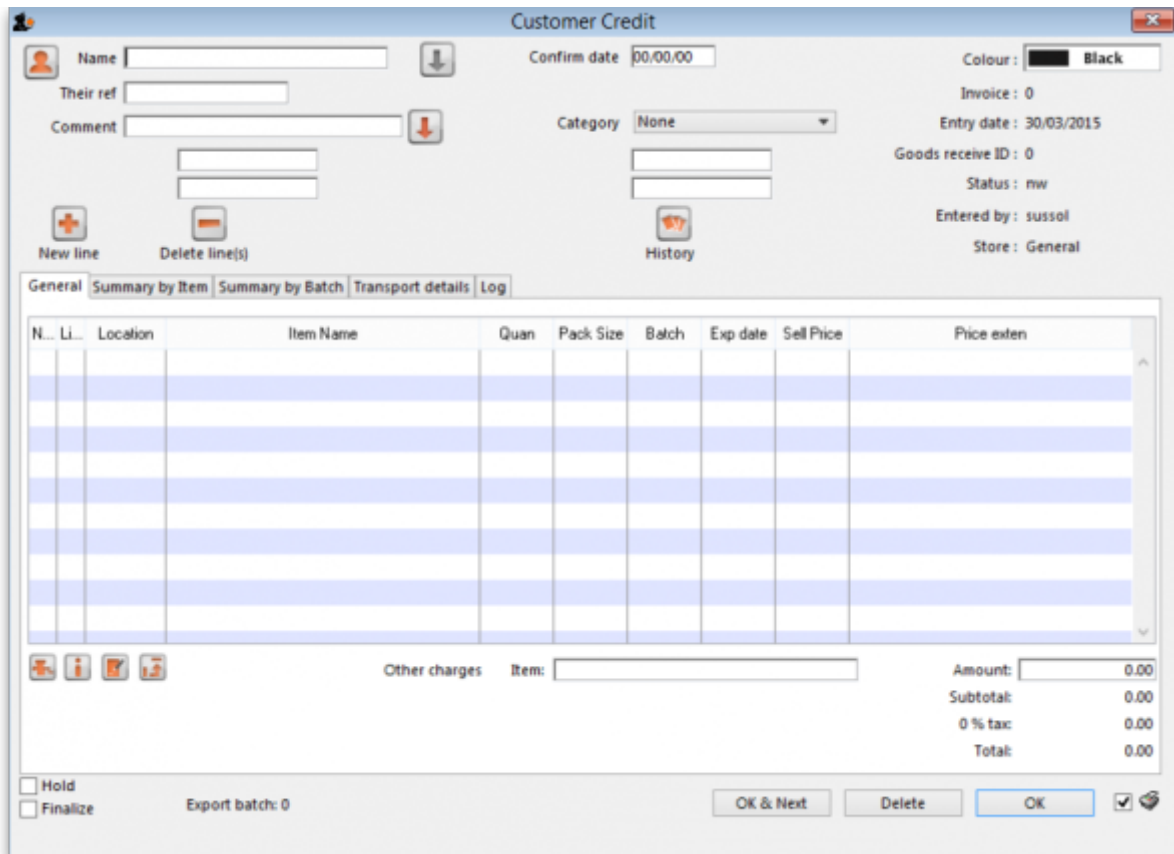 Customer Credit
Name
Confirm date 00/00/00
Colour : Black
Their ref
Invoice : 0
Comment
Category None
Entry date : 30/03/2015
Goods receive ID : 0
Status : nw
Entered by : sussol
New line
Delete line(s)
History
Store : General
General Summary by Item Summary by Batch Transport details Log
N... Li... Location Item Name Quan Pack Size Batch Exp date Sell Price Price exten
Other charges Item: Amount: 0.00
Subtotal: 0.00
0 % tax: 0.00
Total: 0.00
Hold
Finalize
Export batch: 0
OK & Next Delete OK